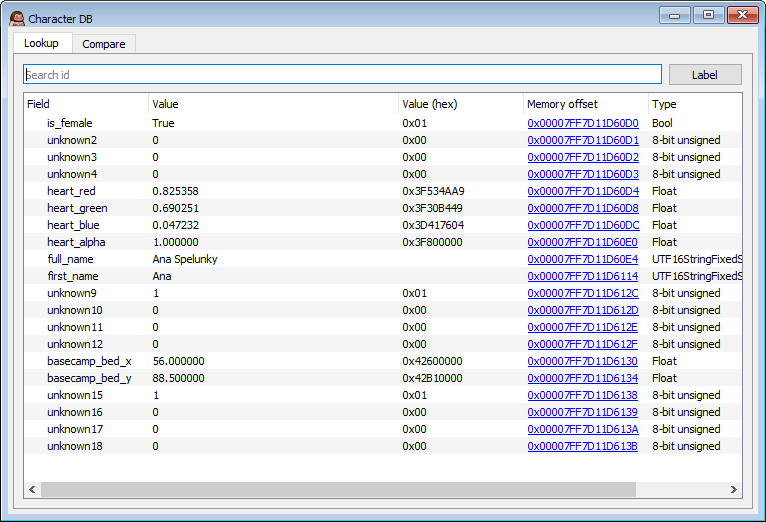 Character DB
Lookup Compare
Search id Label
Field Value Value (hex) Memory offset Type
is_female True 0x01 0x00007FF7D11D60D0 Bool
unknown2 0 0x00 0x00007FF7D11D60D1 8-bit unsigned
unknown3 0 0x00 0x00007FF7D11D60D2 8-bit unsigned
unknown4 0 0x00 0x00007FF7D11D60D3 8-bit unsigned
heart_red 0.825358 0x3F534AA9 0x00007FF7D11D60D4 Float
heart_green 0.690251 0x3F30B449 0x00007FF7D11D60D8 Float
heart_blue 0.047232 0x3D417604 0x00007FF7D11D60DC Float
heart_alpha 1.000000 0x3F800000 0x00007FF7D11D60E0 Float
full_name Ana Spelunky 0x00007FF7D11D60E4 UTF16StringFixedS
first_name Ana 0x00007FF7D11D6114 UTF16StringFixedS
unknown9 1 0x01 0x00007FF7D11D612C 8-bit unsigned
unknown10 0 0x00 0x00007FF7D11D612D 8-bit unsigned
unknown11 0 0x00 0x00007FF7D11D612E 8-bit unsigned
unknown12 0 0x00 0x00007FF7D11D612F 8-bit unsigned
basecamp_bed_x 56.000000 0x42600000 0x00007FF7D11D6130 Float
basecamp_bed_y 88.500000 0x42B10000 0x00007FF7D11D6134 Float
unknown15 1 0x01 0x00007FF7D11D6138 8-bit unsigned
unknown16 0 0x00 0x00007FF7D11D6139 8-bit unsigned
unknown17 0 0x00 0x00007FF7D11D613A 8-bit unsigned
unknown18 0 0x00 0x00007FF7D11D613B 8-bit unsigned